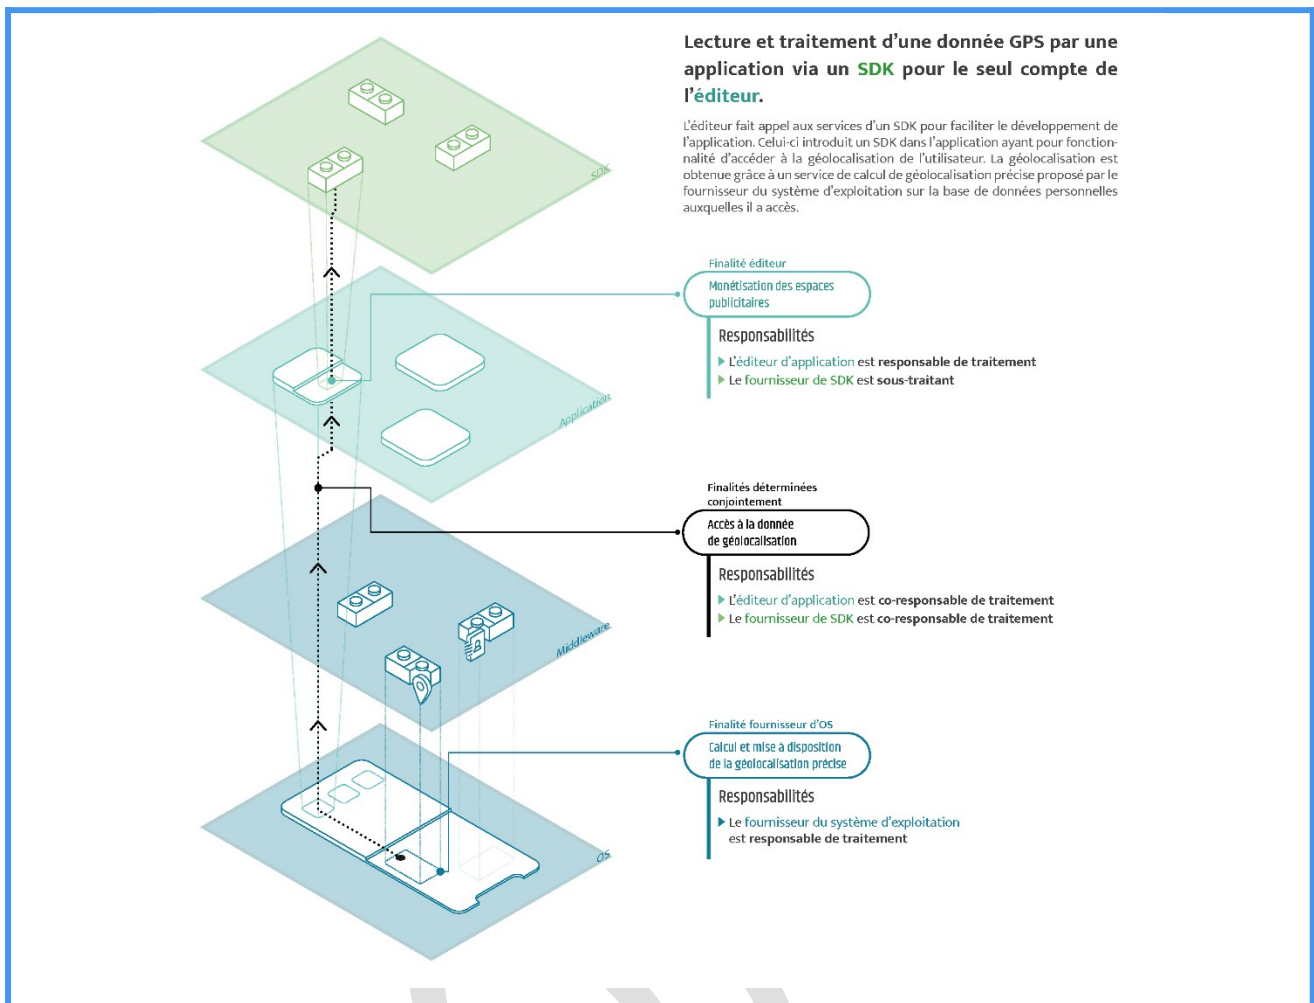 Lecture et traitement d'une donnée GPS par une
application via un SDK pour le seul compte de
l'éditeur.
L'éditeur fait appel aux services d'un SDK pour faciliter le développement de
l'application. Celui-ci introduit un SDK dans l'application ayant pour fonction-
nalité d'accéder à la géolocalisation de l'utilisateur. La géolocalisation est
obtenue grâce à un service de calcul de géolocalisation précise proposé par le
fournisseur du système d'exploitation sur la base de données personnelles
auxquelles il a accès.
SDK
Finalité éditeur
Monétisation des espaces
publicitaires
Responsabilités
L'éditeur d'application est responsable de traitement
Le fournisseur de SDK est sous-traitant
Application
Finalités déterminées
conjointement
Accès à la donnée
de géolocalisation
Responsabilités
L'éditeur d'application est co-responsable de traitement
Le fournisseur de SDK est co-responsable de traitement
Middleware
Finalité fournisseur d'OS
Calcul et mise à disposition
de la géolocalisation précise
Responsabilités
Le fournisseur du système d'exploitation
est responsable de traitement
OS